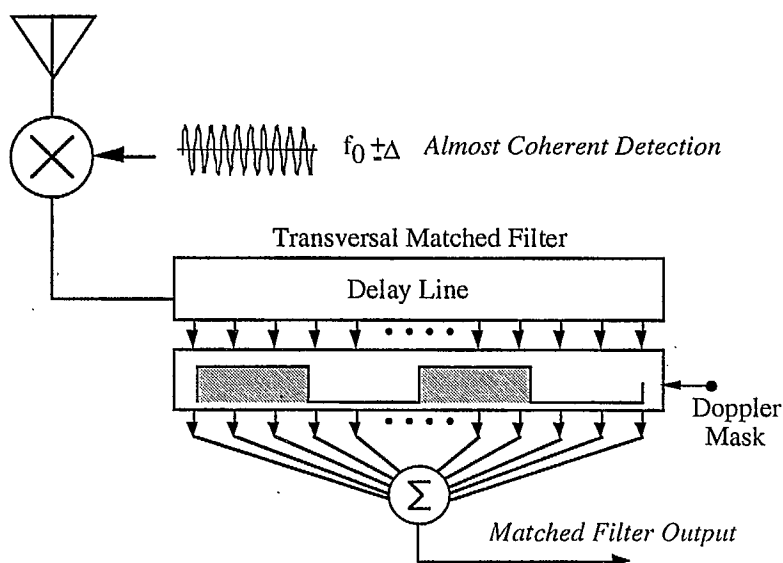 f0 ±Δ Almost Coherent Detection
Transversal Matched Filter
Delay Line
Doppler
Mask
Σ
Matched Filter Output